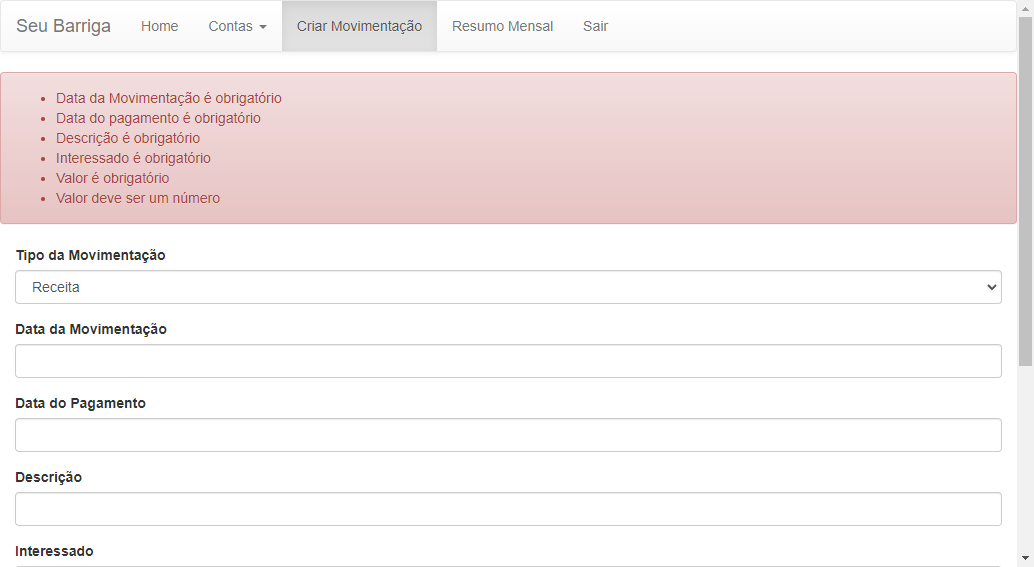 Seu Barriga Home Contas Criar Movimentação Resumo Mensal Sair
Data da Movimentação é obrigatório
Data do pagamento é obrigatório
Descrição é obrigatório
Interessado é obrigatório
Valor é obrigatório
Valor deve ser um número
Tipo da Movimentação
Receita
Data da Movimentação
Data do Pagamento
Descrição
Interessado